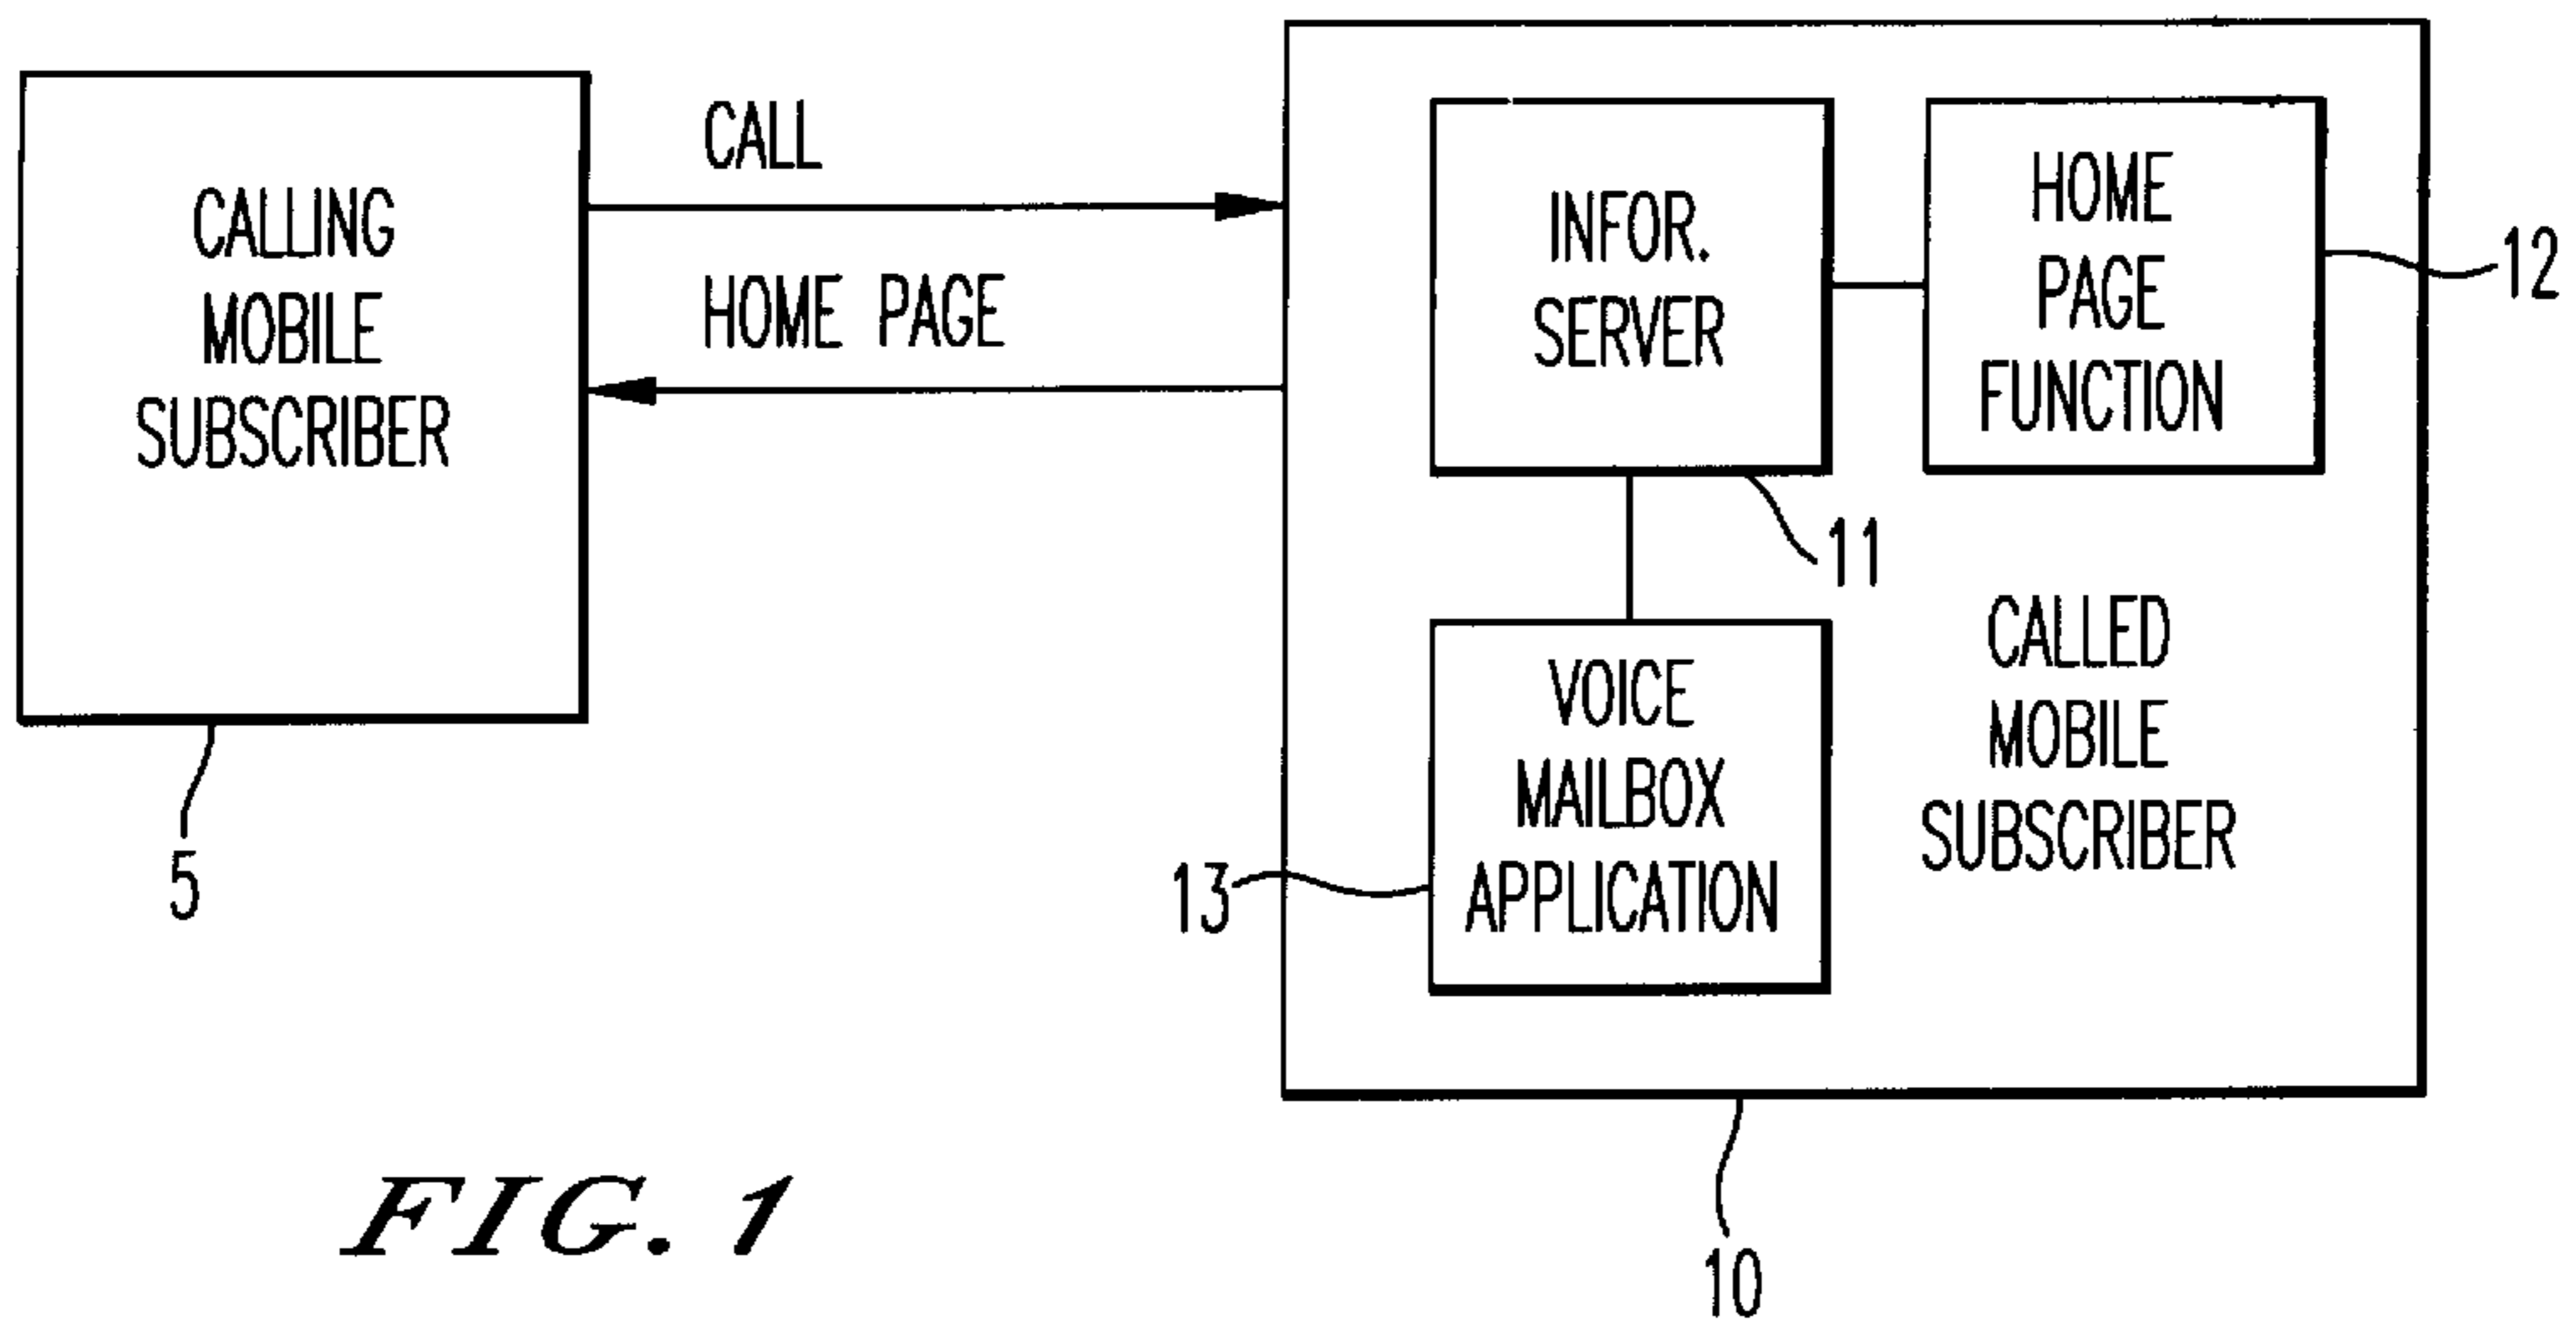 CALLING
MOBILE
SUBSCRIBER
5
CALL
HOME PAGE
INFOR.
SERVER
11
HOME
PAGE
FUNCTION
12
VOICE
MAILBOX
APPLICATION
13
CALLED
MOBILE
SUBSCRIBER
10
FIG. 1